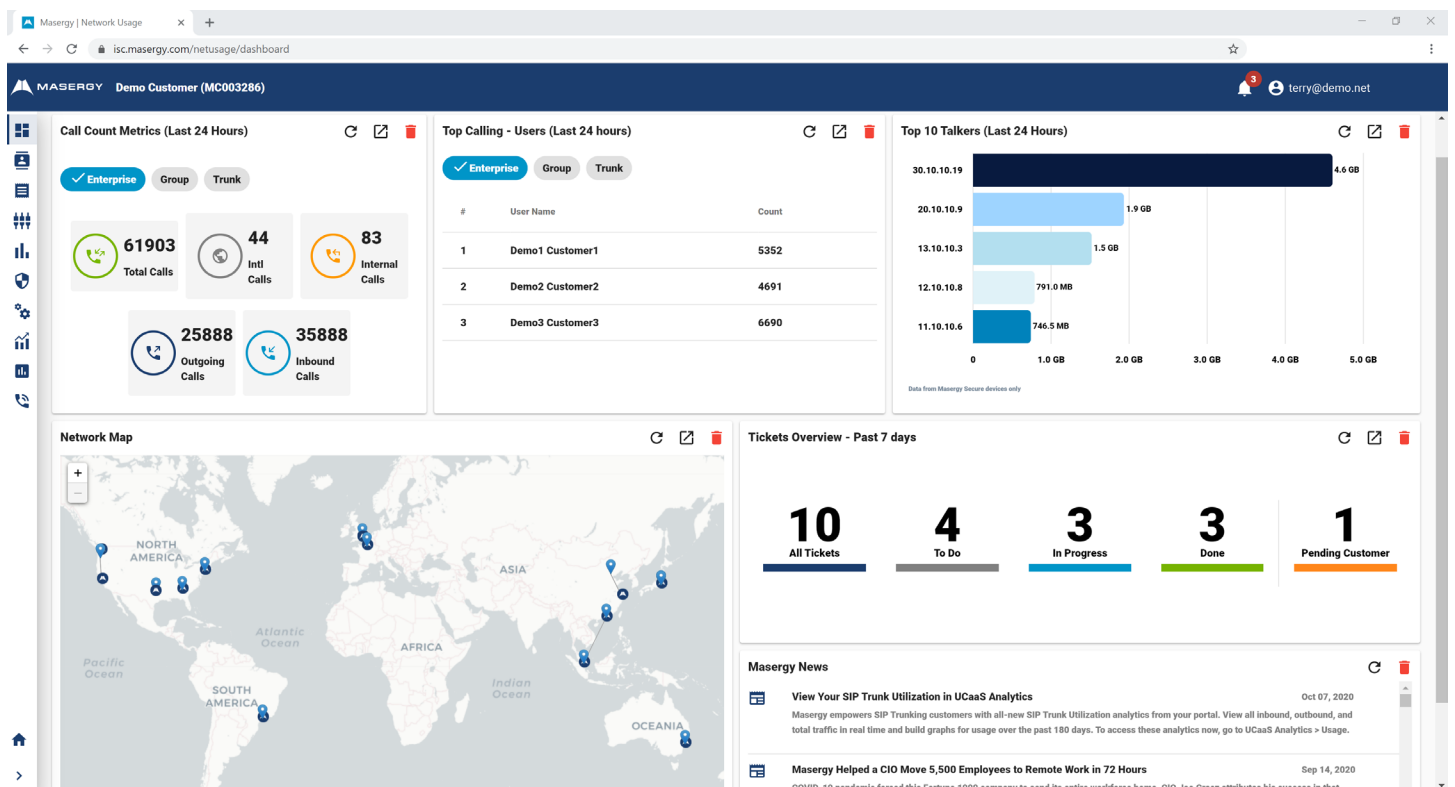 Masergy | Network Usage
isc.masergy.com/netusage/dashboard
MASERGY Demo Customer (MC003286)
3
terry@demo.net
Call Count Metrics (Last 24 Hours)
Enterprise Group Trunk
61903
Total Calls
44
Intl
Calls
83
Internal
Calls
25888
Outgoing
Calls
35888
Inbound
Calls
Top Calling - Users (Last 24 hours)
Enterprise Group Trunk
# User Name Count
1 Demo1 Customer1 5352
2 Demo2 Customer2 4691
3 Demo3 Customer3 6690
Top 10 Talkers (Last 24 Hours)
30.10.10.19 4.6 GB
20.10.10.9 1.9 GB
13.10.10.3 1.5 GB
12.10.10.8 791.0 MB
11.10.10.6 746.5 MB
0 1.0 GB 2.0 GB 3.0 GB 4.0 GB 5.0 GB
Data from Masergy Secure devices only
Network Map
+
−
NORTH
AMERICA
ASIA
Atlantic
Ocean
AFRICA
Pacific
Ocean
Indian
Ocean
SOUTH
AMERICA
OCEANIA
Tickets Overview - Past 7 days
10
All Tickets
4
To Do
3
In Progress
3
Done
1
Pending Customer
Masergy News
View Your SIP Trunk Utilization in UCaaS Analytics Oct 07, 2020
Masergy empowers SIP Trunking customers with all-new SIP Trunk Utilization analytics from your portal. View all inbound, outbound, and
total traffic in real time and build graphs for usage over the past 180 days. To access these analytics now, go to UCaaS Analytics > Usage.
Masergy Helped a CIO Move 5,500 Employees to Remote Work in 72 Hours Sep 14, 2020